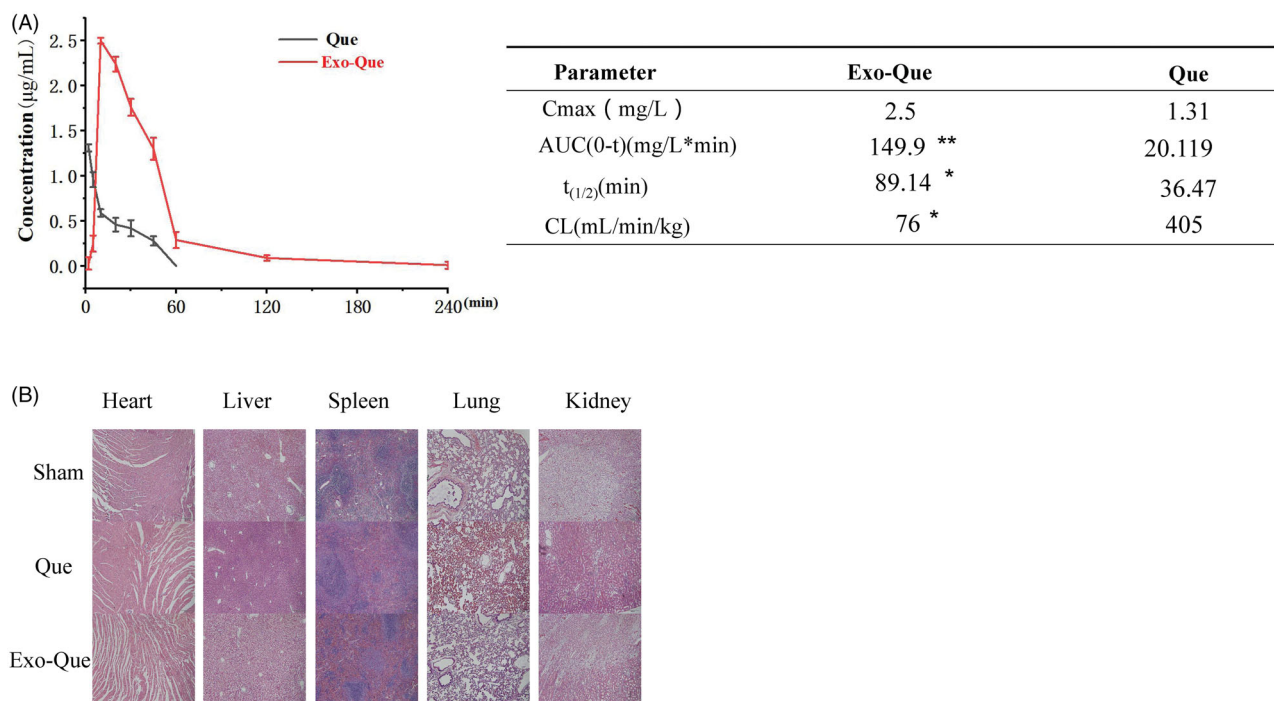 (A)
Concentration (μg/mL)
2.5
2.0
1.5
1.0
0.5
0.0
0 60 120 180 240 (min)
Que
Exo-Que
Parameter Exo-Que Que
Cmax ( mg/L ) 2.5 1.31
AUC(0-t)(mg/L*min) 149.9 ** 20.119
t(1/2)(min) 89.14 * 36.47
CL(mL/min/kg) 76 * 405
(B)
Heart Liver Spleen Lung Kidney
Sham
Que
Exo-Que